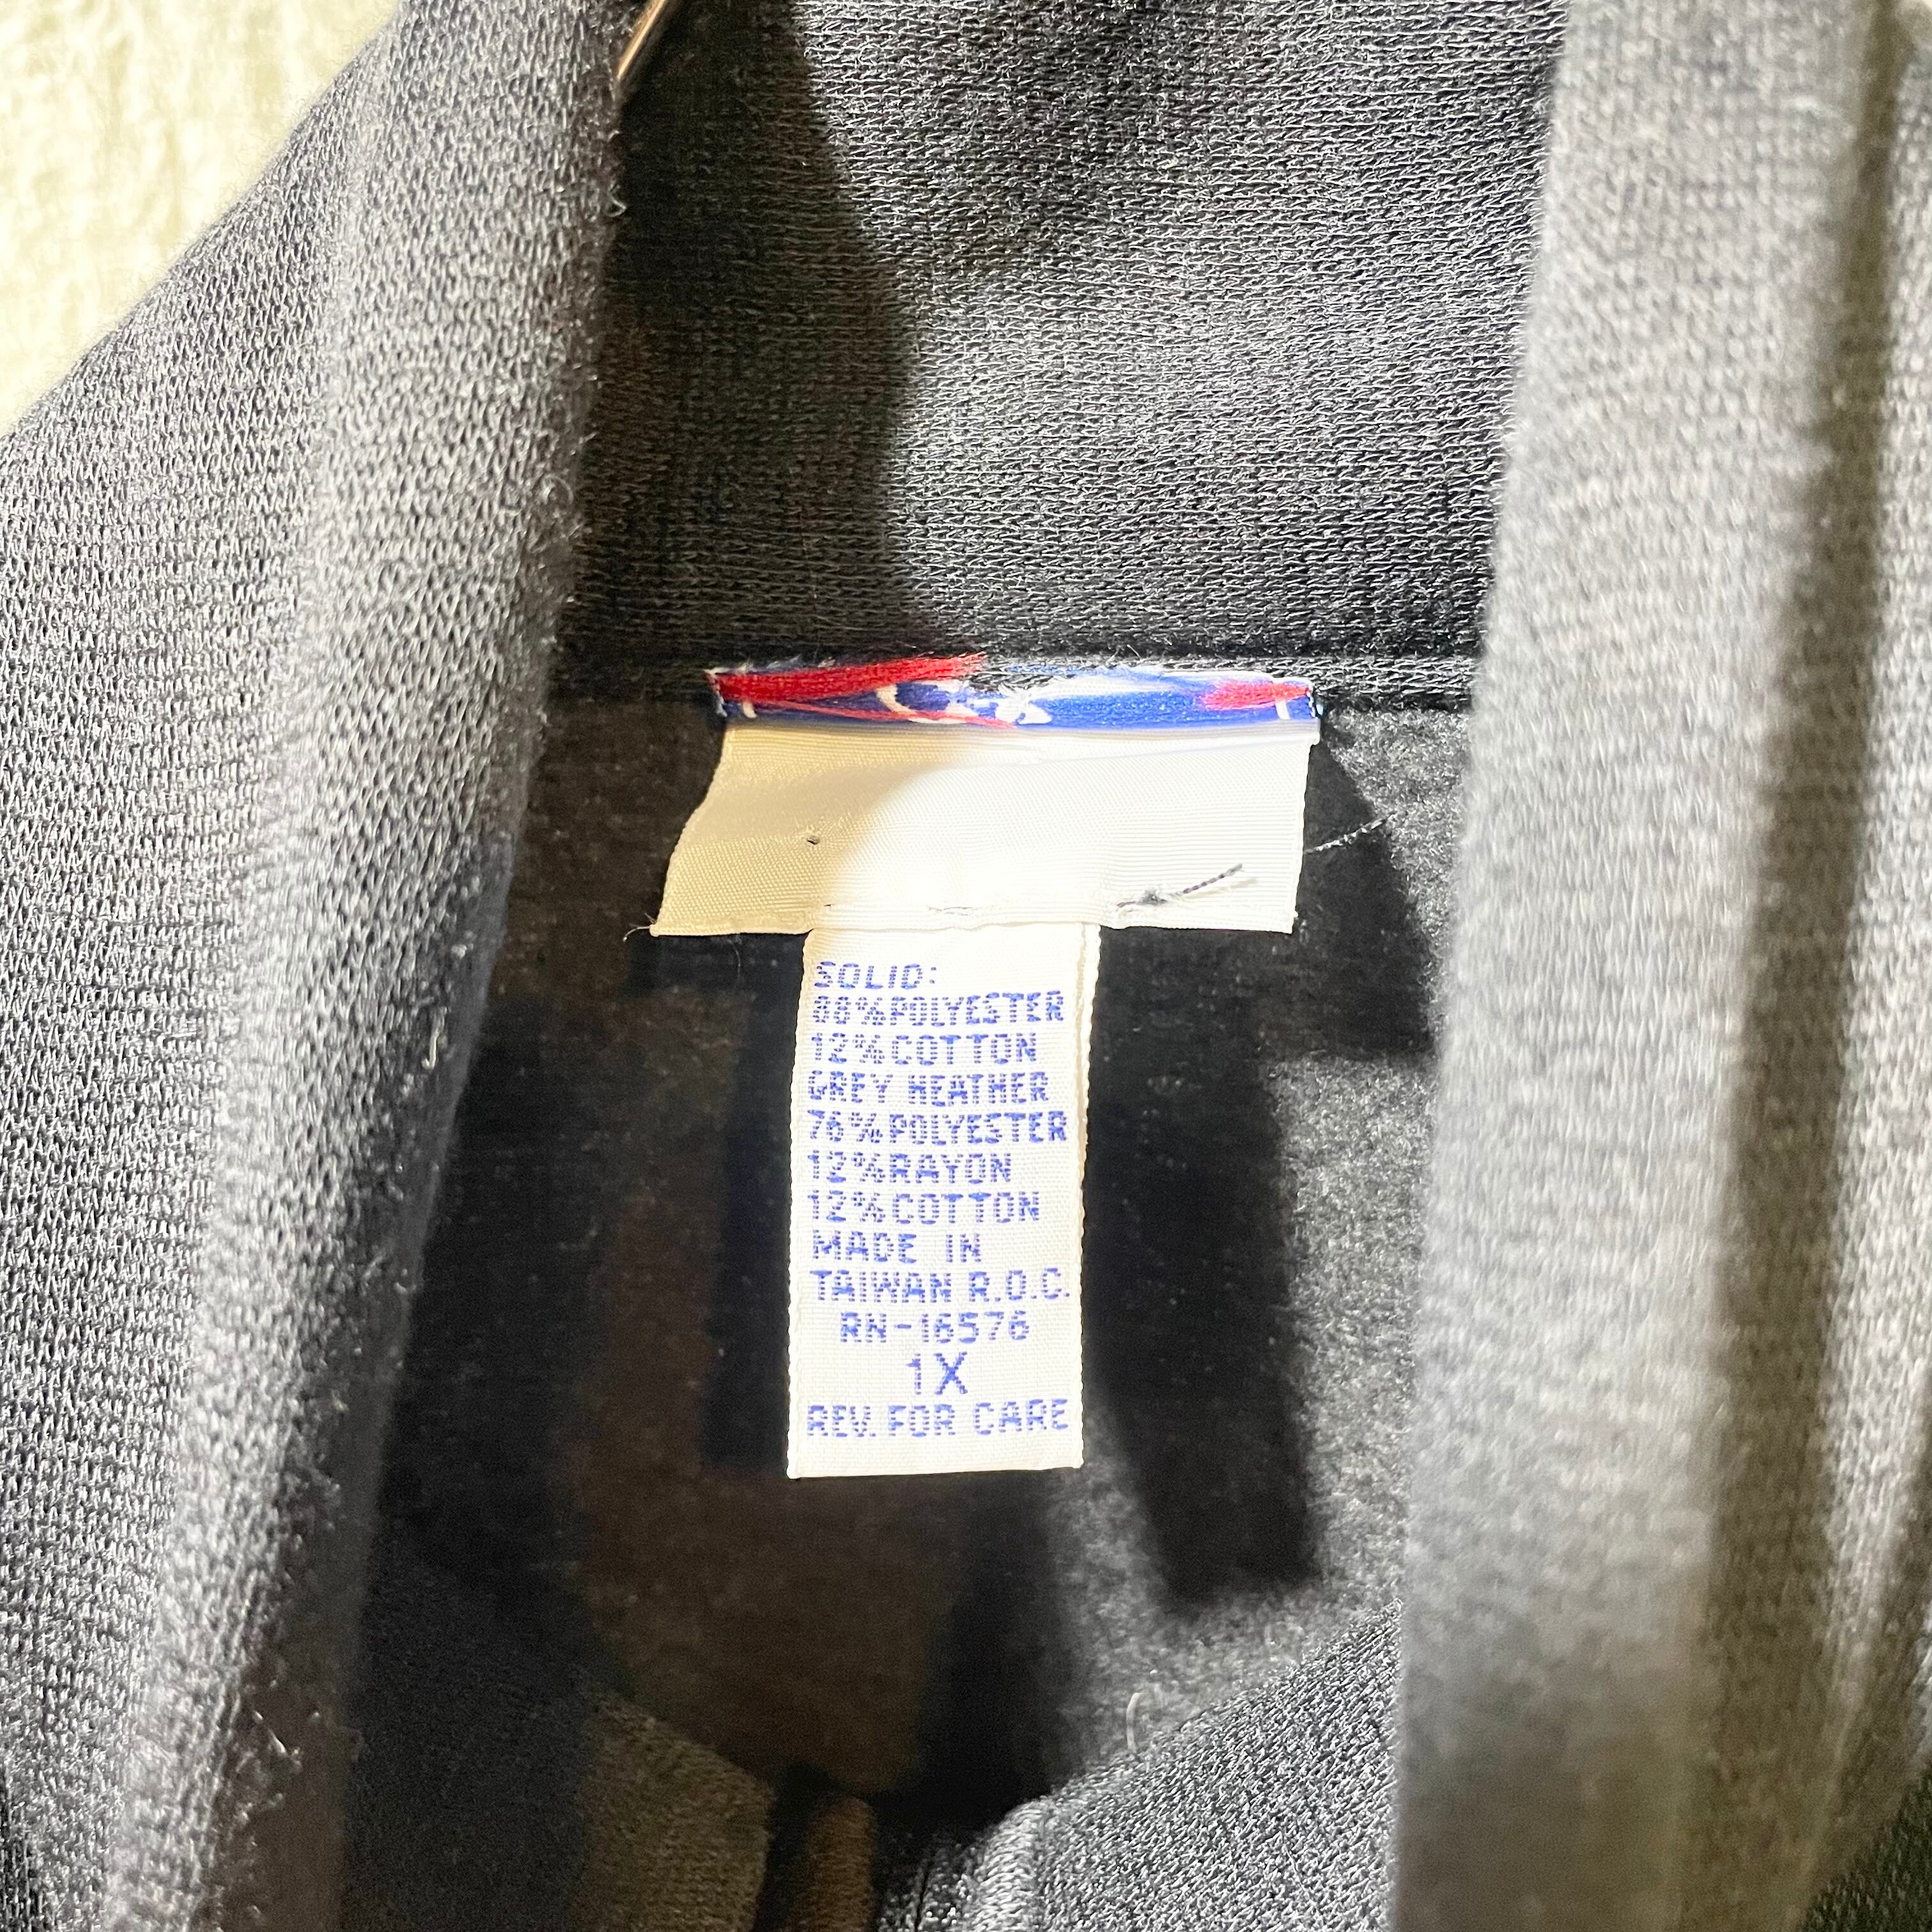 SOLID:
88%POLYESTER
12%COTTON
GREY HEATHER
76%POLYESTER
12%RAYON
12%COTTON
MADE IN
TAIWAN R.O.C.
RN-16576
1X
REV. FOR CARE